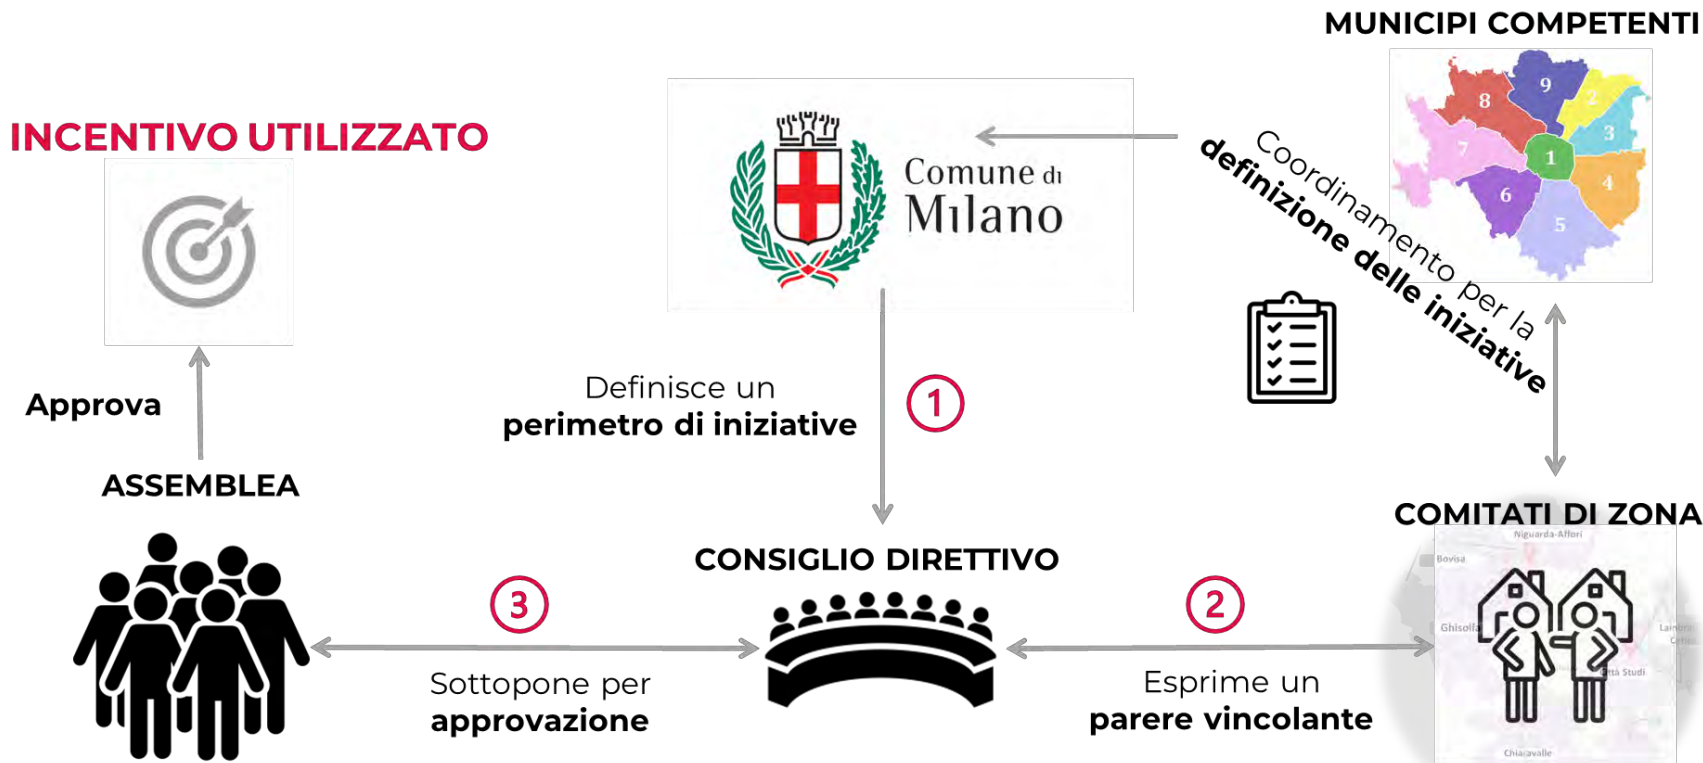 MUNICIPI COMPETENTI
9
8
2
3
7
1
4
6
5
INCENTIVO UTILIZZATO
Comune di
Milano
Coordinamento per la
definizione delle iniziative
Definisce un
perimetro di iniziative
1
Approva
ASSEMBLEA
COMITATI DI ZONA
Niguarda-Affori
Bovisa
Ghisolfa
Città Studi
Chiaravalle
CONSIGLIO DIRETTIVO
3
2
Sottopone per
approvazione
Esprime un
parere vincolante